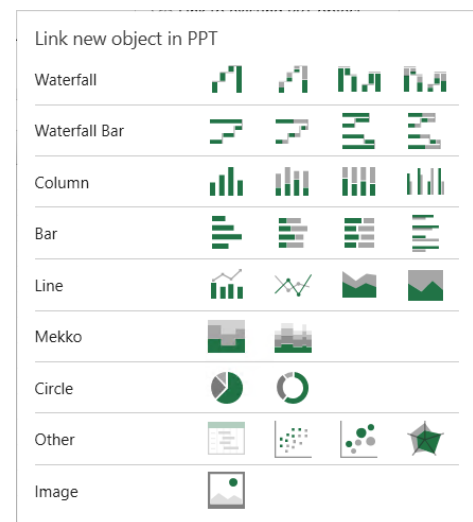 Link new object in PPT
Waterfall
Waterfall Bar
Column
Bar
Line
Mekko
Circle
Other
Image